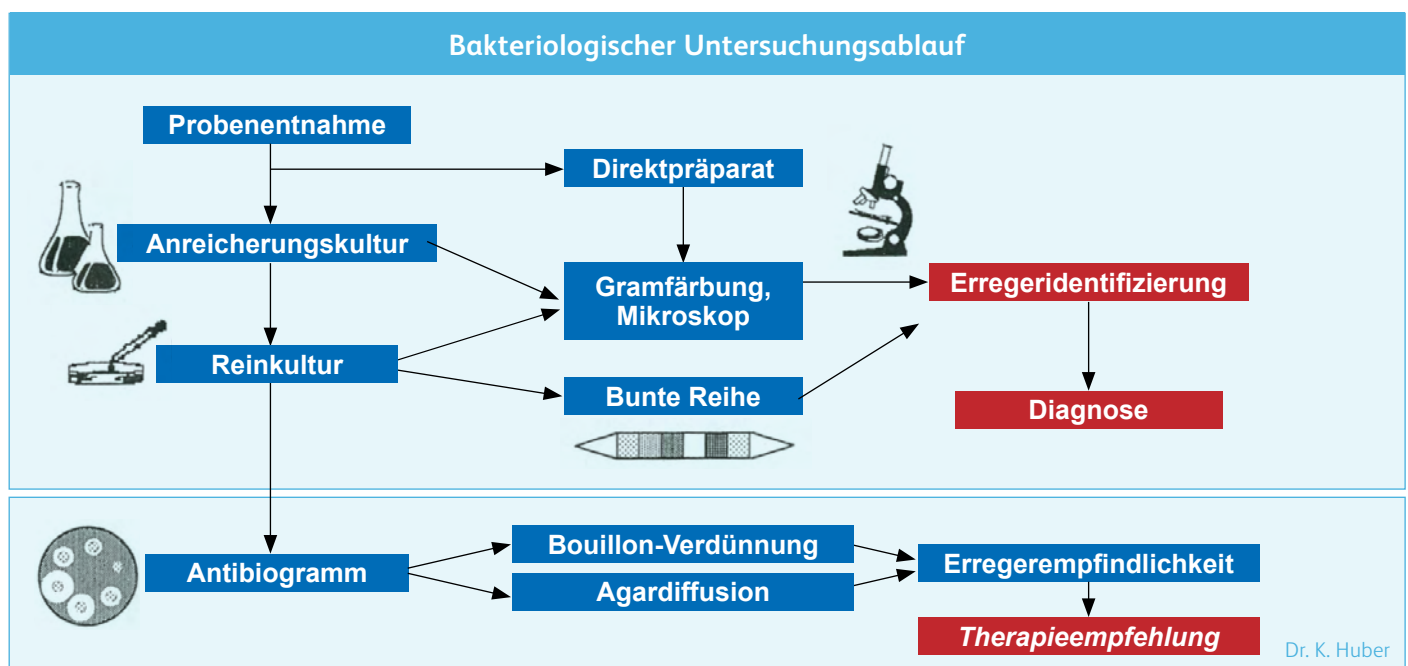 Bakteriologischer Untersuchungsablauf
Probenentnahme
Direktpräparat
Anreicherungskultur
Gramfärbung,
Mikroskop
Erregeridentifizierung
Reinkultur
Bunte Reihe
Diagnose
Antibiogramm
Bouillon-Verdünnung
Agardiffusion
Erregerempfindlichkeit
Therapieempfehlung
Dr. K. Huber